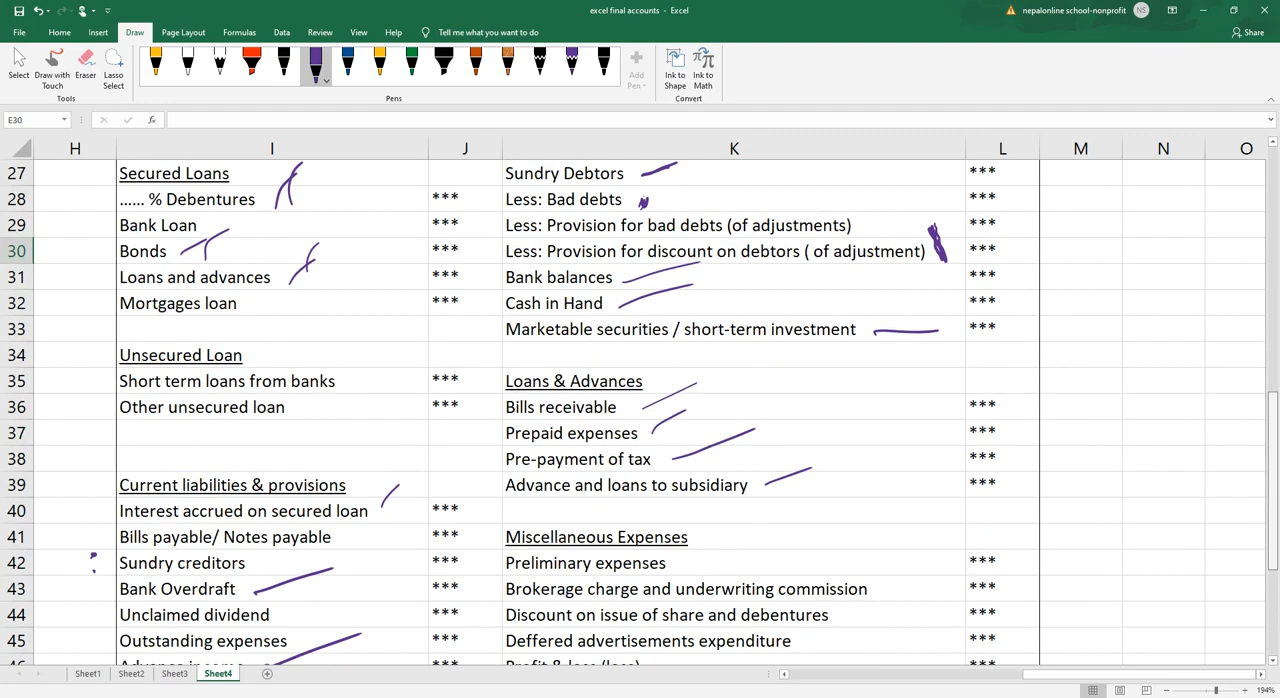 excel final accounts - Excel
nepalonline school-nonprofit NS
File Home Insert Draw Page Layout Formulas Data Review View Help Tell me what you want to do Share
Select Draw with Touch Eraser Lasso Select Add Pen Ink to Shape Ink to Math
Tools Pens Convert
E30 fx
H I J K L M N O
27 Secured Loans Sundry Debtors ***
28 ...... % Debentures *** Less: Bad debts ***
29 Bank Loan *** Less: Provision for bad debts (of adjustments) ***
30 Bonds *** Less: Provision for discount on debtors ( of adjustment) ***
31 Loans and advances *** Bank balances ***
32 Mortgages loan *** Cash in Hand ***
33 Marketable securities / short-term investment ***
34 Unsecured Loan
35 Short term loans from banks *** Loans & Advances
36 Other unsecured loan *** Bills receivable ***
37 Prepaid expenses ***
38 Pre-payment of tax ***
39 Current liabilities & provisions Advance and loans to subsidiary ***
40 Interest accrued on secured loan ***
41 Bills payable/ Notes payable *** Miscellaneous Expenses
42 Sundry creditors *** Preliminary expenses ***
43 Bank Overdraft *** Brokerage charge and underwriting commission ***
44 Unclaimed dividend *** Discount on issue of share and debentures ***
45 Outstanding expenses *** Deffered advertisements expenditure ***
46 Advance income *** Profit & loss (loss) ***
Sheet1 Sheet2 Sheet3 Sheet4
194%